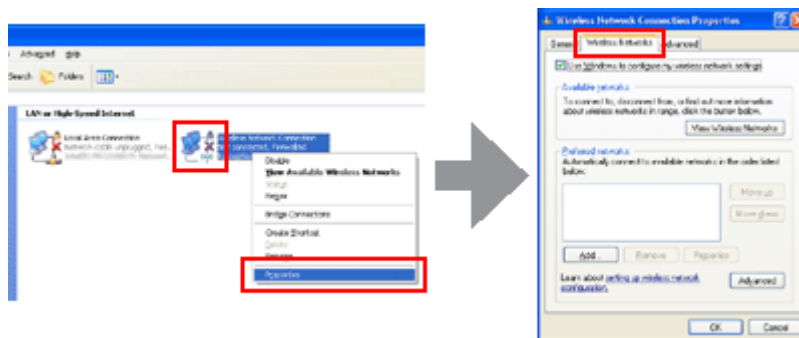 Advanced Help
Search Folders
LAN or High-Speed Internet
Local Area Connection
Network cable unplugged, Fire...
Wireless Network Connection
Not connected, Firewalled
Disable
View Available Wireless Networks
Status
Repair
Bridge Connections
Create Shortcut
Delete
Rename
Properties
Wireless Network Connection Properties
General Wireless Networks Advanced
Use Windows to configure my wireless network settings
Available networks
To connect to, disconnect from, or find out more information
about wireless networks in range, click the button below.
View Wireless Networks
Preferred networks
Automatically connect to available networks in the order listed
below:
Move up
Move down
Add... Remove Properties
Learn about setting up wireless network
configuration.
Advanced
OK Cancel